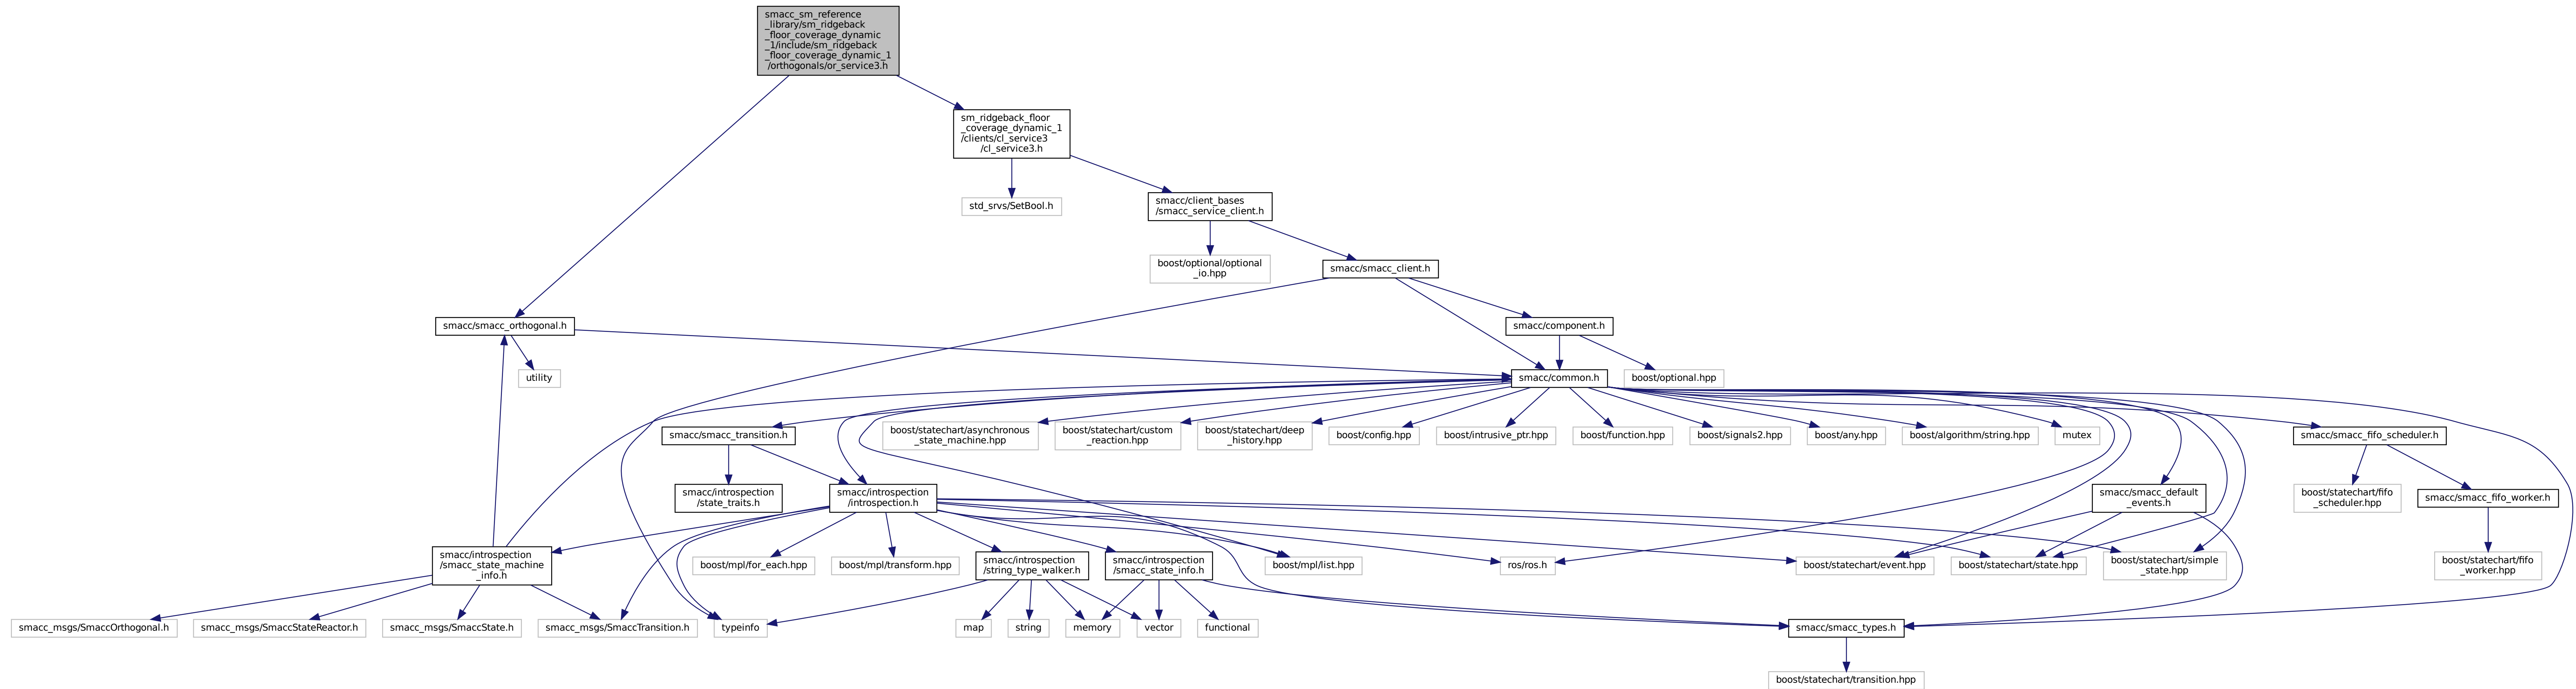 smacc_sm_reference
_library/sm_ridgeback
_floor_coverage_dynamic
_1/include/sm_ridgeback
_floor_coverage_dynamic_1
/orthogonals/or_service3.h
sm_ridgeback_floor
_coverage_dynamic_1
/clients/cl_service3
/cl_service3.h
std_srvs/SetBool.h
smacc/client_bases
/smacc_service_client.h
boost/optional/optional
_io.hpp
smacc/smacc_client.h
smacc/smacc_orthogonal.h
smacc/component.h
utility
smacc/common.h
boost/optional.hpp
smacc/smacc_transition.h
boost/statechart/asynchronous
_state_machine.hpp
boost/statechart/custom
_reaction.hpp
boost/statechart/deep
_history.hpp
boost/config.hpp
boost/intrusive_ptr.hpp
boost/function.hpp
boost/signals2.hpp
boost/any.hpp
boost/algorithm/string.hpp
mutex
smacc/smacc_fifo_scheduler.h
smacc/introspection
/state_traits.h
smacc/introspection
/introspection.h
smacc/smacc_default
_events.h
boost/statechart/fifo
_scheduler.hpp
smacc/smacc_fifo_worker.h
smacc/introspection
/smacc_state_machine
_info.h
boost/mpl/for_each.hpp
boost/mpl/transform.hpp
smacc/introspection
/string_type_walker.h
smacc/introspection
/smacc_state_info.h
boost/mpl/list.hpp
ros/ros.h
boost/statechart/event.hpp
boost/statechart/state.hpp
boost/statechart/simple
_state.hpp
boost/statechart/fifo
_worker.hpp
smacc_msgs/SmaccOrthogonal.h
smacc_msgs/SmaccStateReactor.h
smacc_msgs/SmaccState.h
smacc_msgs/SmaccTransition.h
typeinfo
map
string
memory
vector
functional
smacc/smacc_types.h
boost/statechart/transition.hpp